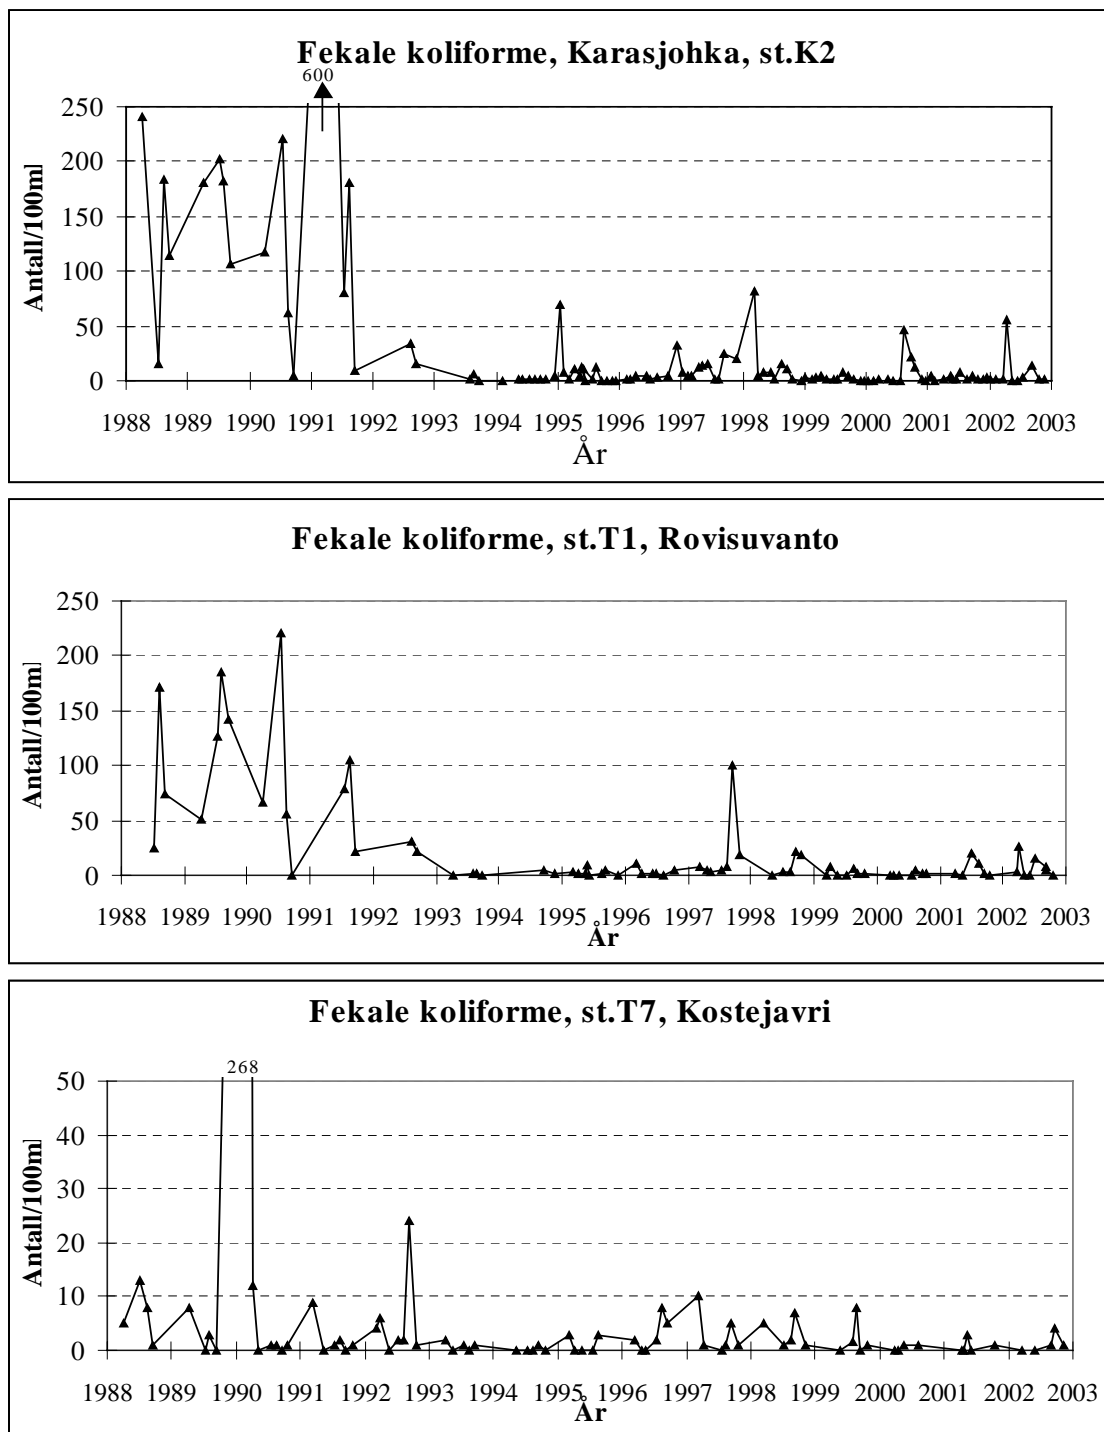 Fekale koliforme, Karasjohka, st.K2
600
Antall/100ml
250
200
150
100
50
0
1988 1989 1990 1991 1992 1993 1994 1995 1996 1997 1998 1999 2000 2001 2002 2003
År
Fekale koliforme, st.T1, Rovisuvanto
Antall/100ml
250
200
150
100
50
0
1988 1989 1990 1991 1992 1993 1994 1995 1996 1997 1998 1999 2000 2001 2002 2003
År
Fekale koliforme, st.T7, Kostejavri
268
Antall/100ml
50
40
30
20
10
0
1988 1989 1990 1991 1992 1993 1994 1995 1996 1997 1998 1999 2000 2001 2002 2003
År